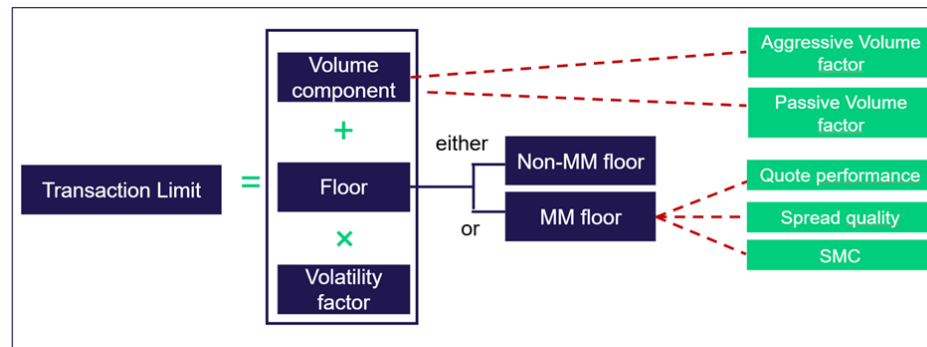 Transaction Limit
=
Volume
component
+
Floor
×
Volatility
factor
either
or
Non-MM floor
MM floor
Aggressive Volume
factor
Passive Volume
factor
Quote performance
Spread quality
SMC